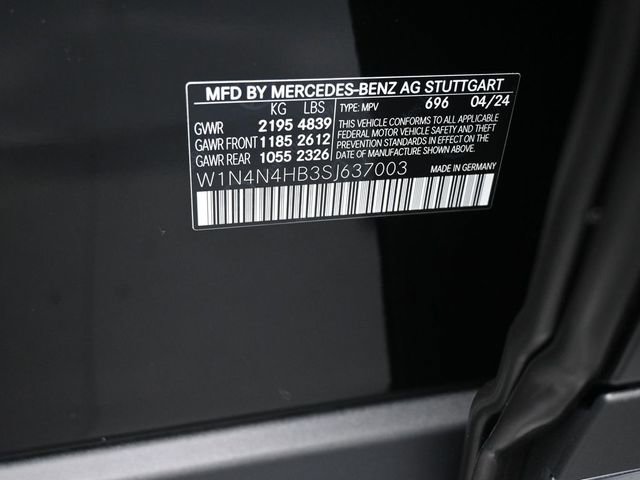 MFD BY MERCEDES-BENZ AG STUTTGART
KG LBS TYPE: MPV 696 04/24
GWR 2195 4839
GAWR FRONT 1185 2612
GAWR REAR 1055 2326
THIS VEHICLE CONFORMS TO ALL APPLICABLE
FEDERAL MOTOR VEHICLE SAFETY AND THEFT
PREVENTION STANDARDS IN EFFECT ON THE
DATE OF MANUFACTURE SHOWN ABOVE.
W1N4N4HB3SJ637003
MADE IN GERMANY